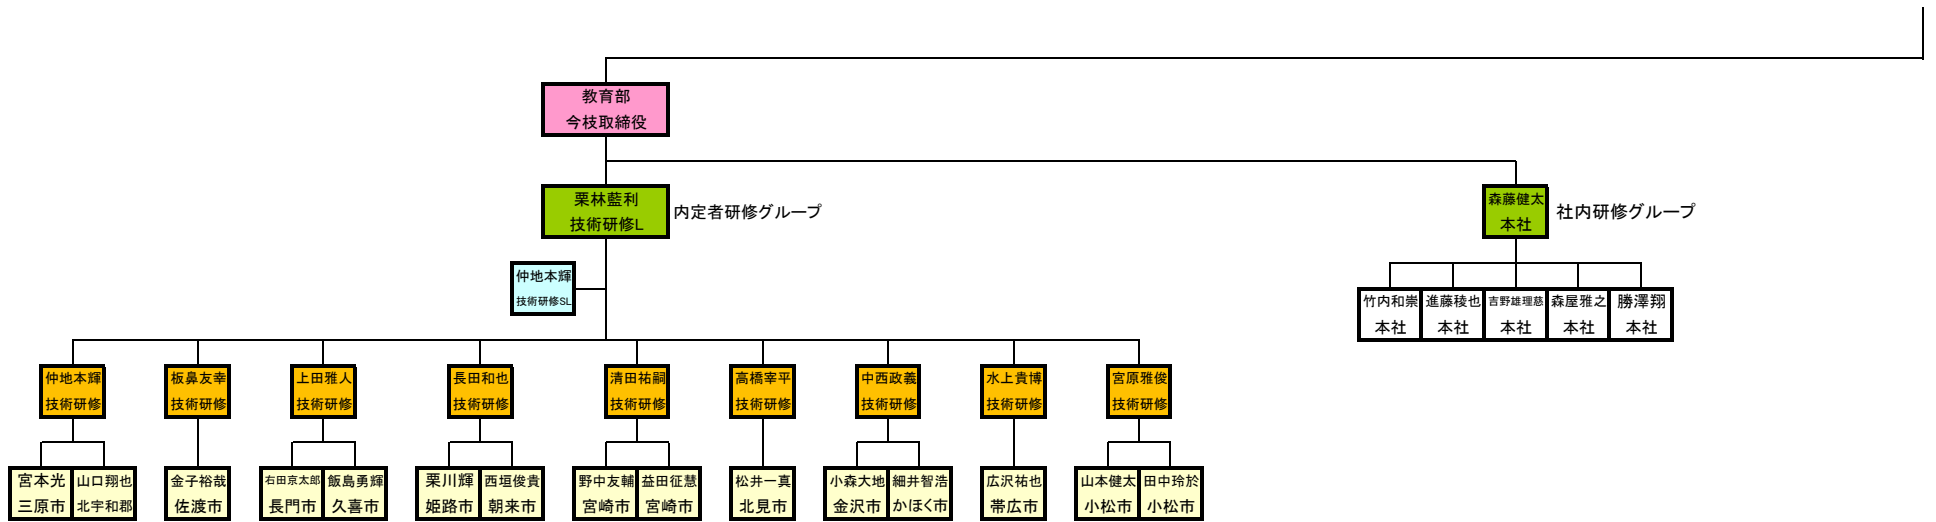 教育部
今枝取締役
栗林藍利
技術研修L
内定者研修グループ
森藤健太
本社
社内研修グループ
仲地本輝
技術研修SL
竹内和崇
本社
進藤稜也
本社
吉野雄理慈
本社
森屋雅之
本社
勝澤翔
本社
仲地本輝
技術研修
板鼻友幸
技術研修
上田雅人
技術研修
長田和也
技術研修
清田祐嗣
技術研修
高橋宰平
技術研修
中西政義
技術研修
水上貴博
技術研修
宮原雅俊
技術研修
宮本光
三原市
山口翔也
北宇和郡
金子裕哉
佐渡市
右田京太郎
長門市
飯島勇輝
久喜市
栗川輝
姫路市
西垣俊貴
朝来市
野中友輔
宮崎市
益田征慧
宮崎市
松井一真
北見市
小森大地
金沢市
細井智浩
かほく市
広沢祐也
帯広市
山本健太
小松市
田中玲於
小松市